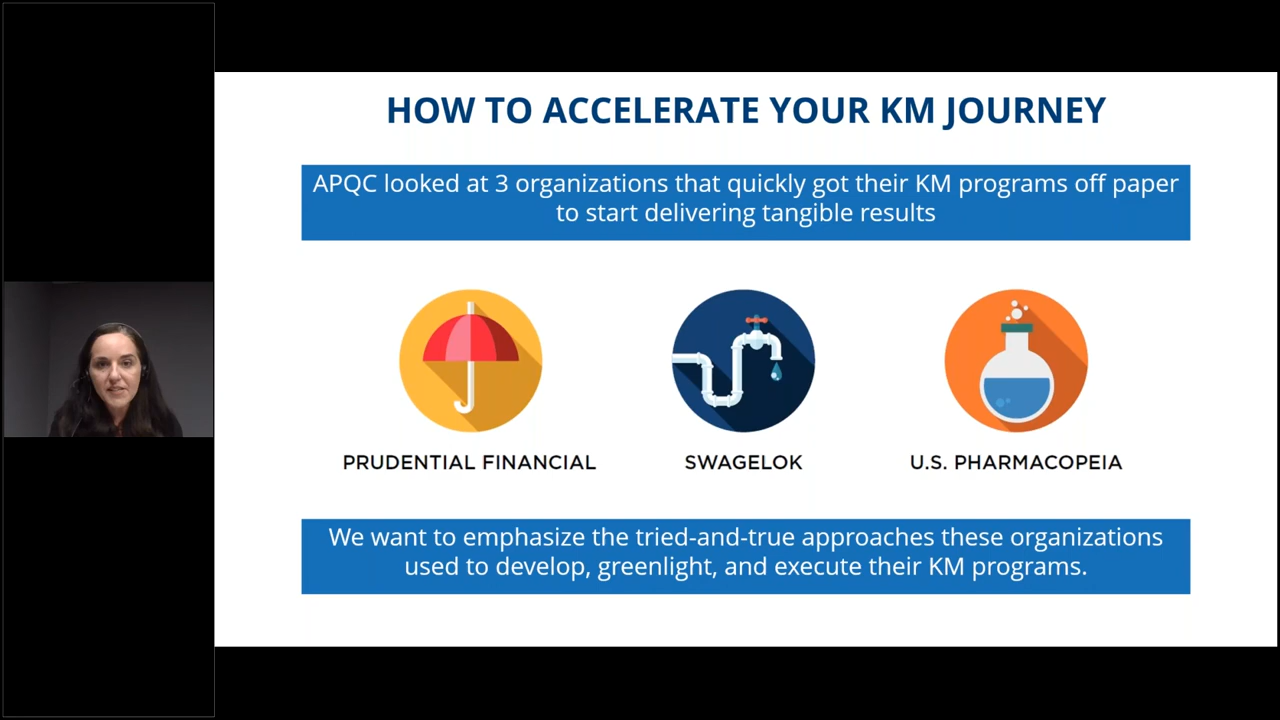 HOW TO ACCELERATE YOUR KM JOURNEY
APQC looked at 3 organizations that quickly got their KM programs off paper
to start delivering tangible results
PRUDENTIAL FINANCIAL
SWAGELOK
U.S. PHARMACOPEIA
We want to emphasize the tried-and-true approaches these organizations
used to develop, greenlight, and execute their KM programs.